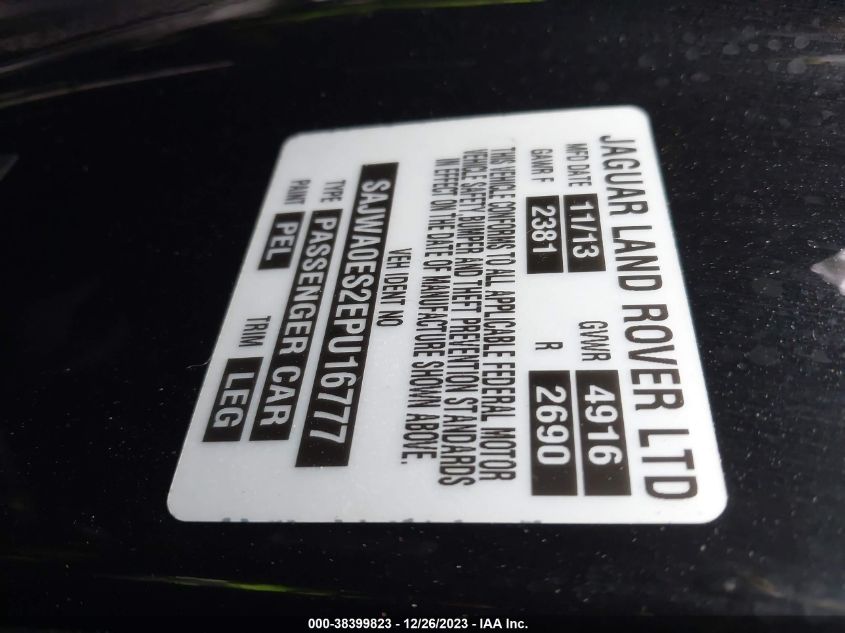 JAGUAR LAND ROVER LTD
MFD DATE 11/13 GVWR 4916
GAWR F 2381 R 2690
THIS VEHICLE CONFORMS TO ALL APPLICABLE FEDERAL MOTOR
VEHICLE SAFETY, BUMPER AND THEFT PREVENTION STANDARDS
IN EFFECT ON THE DATE OF MANUFACTURE SHOWN ABOVE.
VEH IDENT NO
SAJWA0ES2EPU16777
TYPE PASSENGER CAR
PAINT PEL TRIM LEG
000-38399823 - 12/26/2023 - IAA Inc.